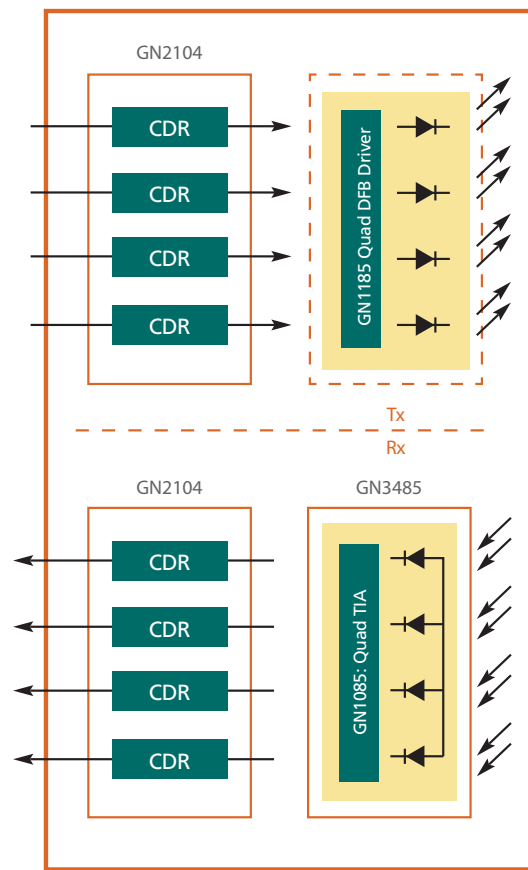 GN2104
CDR
CDR
CDR
CDR
GN1185 Quad DFB Driver
Tx
Rx
GN2104
GN3485
CDR
CDR
CDR
CDR
GN1085: Quad TIA